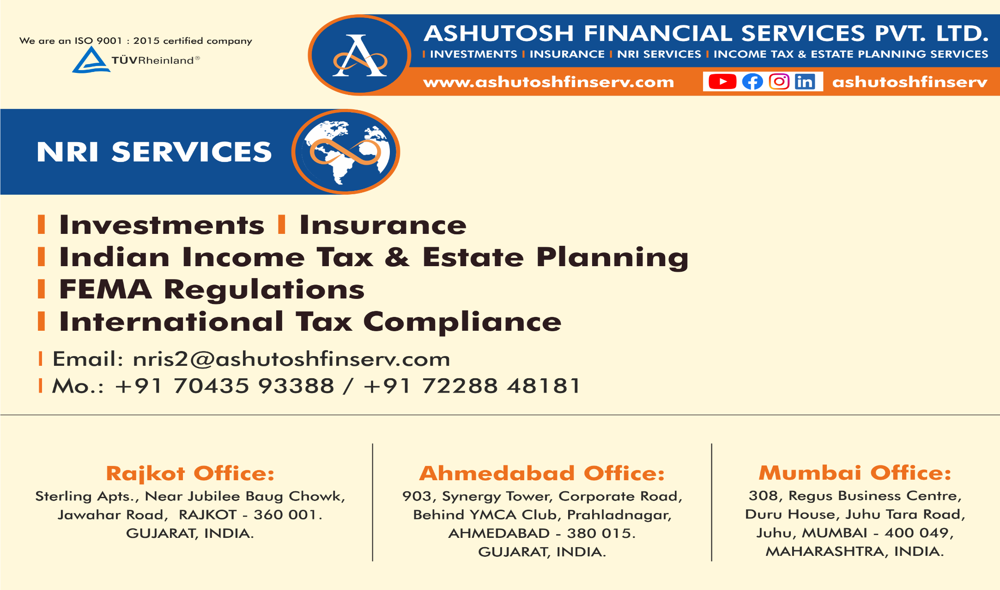 We are an ISO 9001 : 2015 certified company
TÜVRheinland®
A
ASHUTOSH FINANCIAL SERVICES PVT. LTD.
I INVESTMENTS I INSURANCE I NRI SERVICES I INCOME TAX & ESTATE PLANNING SERVICES
www.ashutoshfinserv.com f in ashutoshfinserv
NRI SERVICES
I Investments I Insurance
I Indian Income Tax & Estate Planning
I FEMA Regulations
I International Tax Compliance
I Email: nris2@ashutoshfinserv.com
I Mo.: +91 70435 93388 / +91 72288 48181
Rajkot Office:
Sterling Apts., Near Jubilee Baug Chowk,
Jawahar Road, RAJKOT - 360 001.
GUJARAT, INDIA.
Ahmedabad Office:
903, Synergy Tower, Corporate Road,
Behind YMCA Club, Prahladnagar,
AHMEDABAD - 380 015.
GUJARAT, INDIA.
Mumbai Office:
308, Regus Business Centre,
Duru House, Juhu Tara Road,
Juhu, MUMBAI - 400 049,
MAHARASHTRA, INDIA.